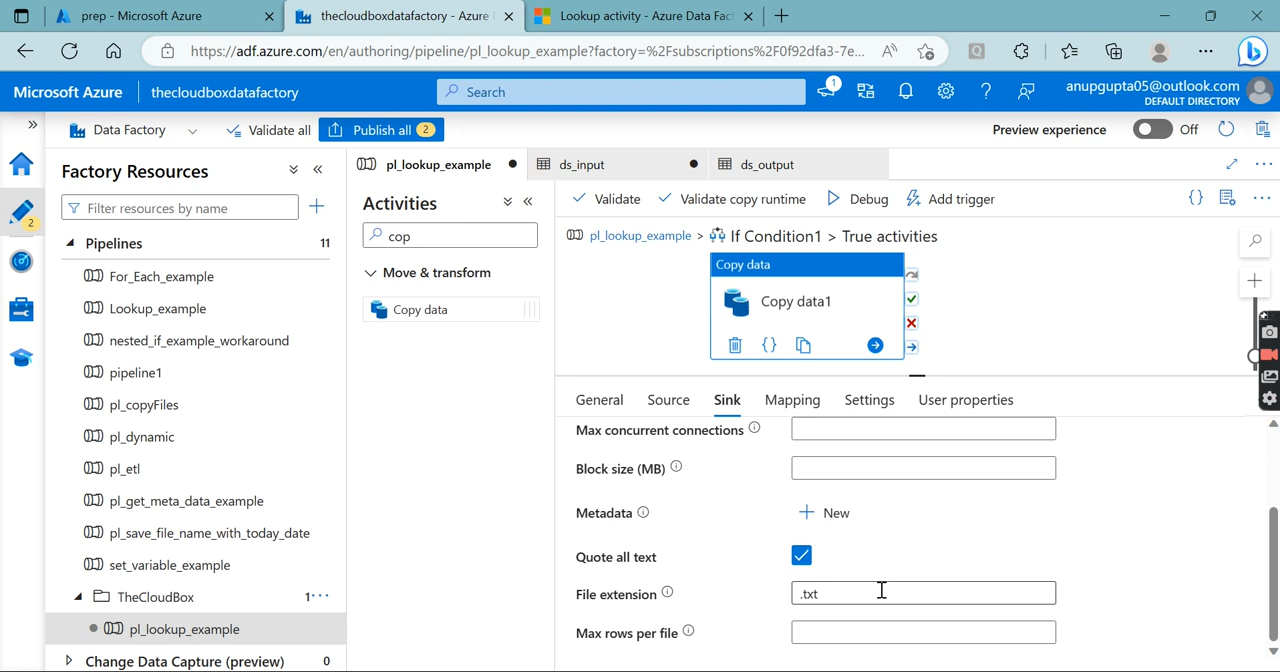 prep - Microsoft Azure
thecloudboxdatafactory - Azure
Lookup activity - Azure Data Fact
https://adf.azure.com/en/authoring/pipeline/pl_lookup_example?factory=%2Fsubscriptions%2F0f92dfa3-7e...
Microsoft Azure
thecloudboxdatafactory
Search
1
anupgupta05@outlook.com
DEFAULT DIRECTORY
Data Factory
Validate all
Publish all 2
Preview experience
Off
2
Factory Resources
Filter resources by name
Pipelines 11
For_Each_example
Lookup_example
nested_if_example_workaround
pipeline1
pl_copyFiles
pl_dynamic
pl_etl
pl_get_meta_data_example
pl_save_file_name_with_today_date
set_variable_example
TheCloudBox 1
pl_lookup_example
Change Data Capture (preview) 0
pl_lookup_example
ds_input
ds_output
Activities
cop
Move & transform
Copy data
Validate
Validate copy runtime
Debug
Add trigger
pl_lookup_example > If Condition1 > True activities
Copy data
Copy data1
General
Source
Sink
Mapping
Settings
User properties
Max concurrent connections
Block size (MB)
Metadata
New
Quote all text
File extension
.txt
Max rows per file